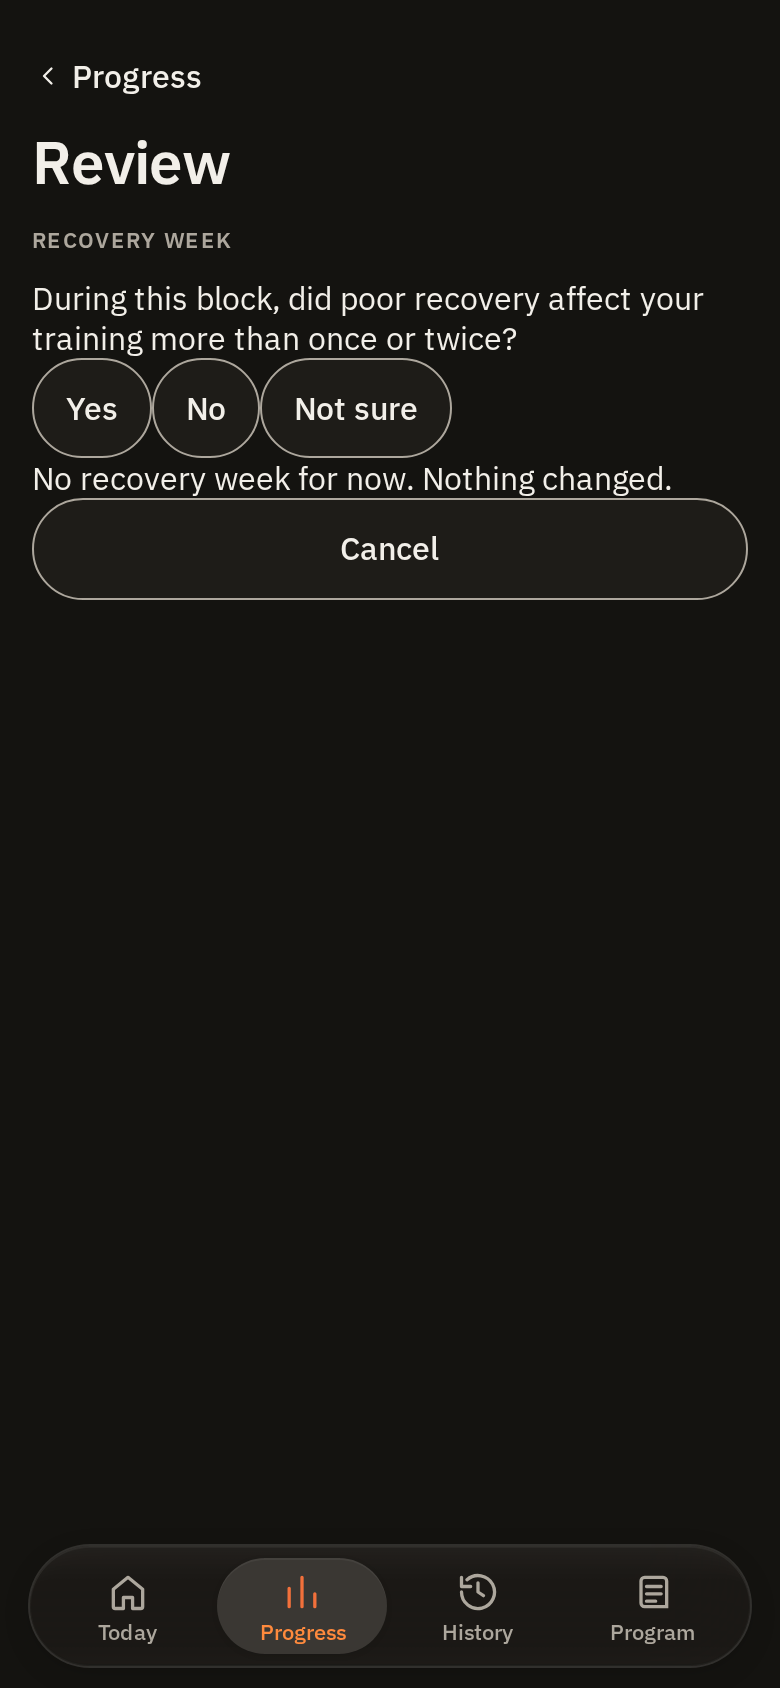 Progress
Review
RECOVERY WEEK
During this block, did poor recovery affect your
training more than once or twice?
Yes No Not sure
No recovery week for now. Nothing changed.
Cancel
Today Progress History Program